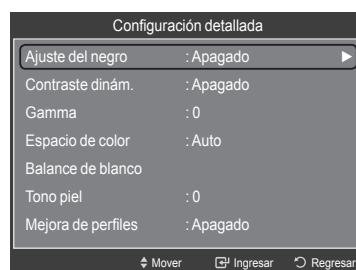 Configuración detallada
Ajuste del negro : Apagado
Contraste dinám. : Apagado
Gamma : 0
Espacio de color : Auto
Balance de blanco
Tono piel : 0
Mejora de perfiles : Apagado
Mover Ingresar Regresar